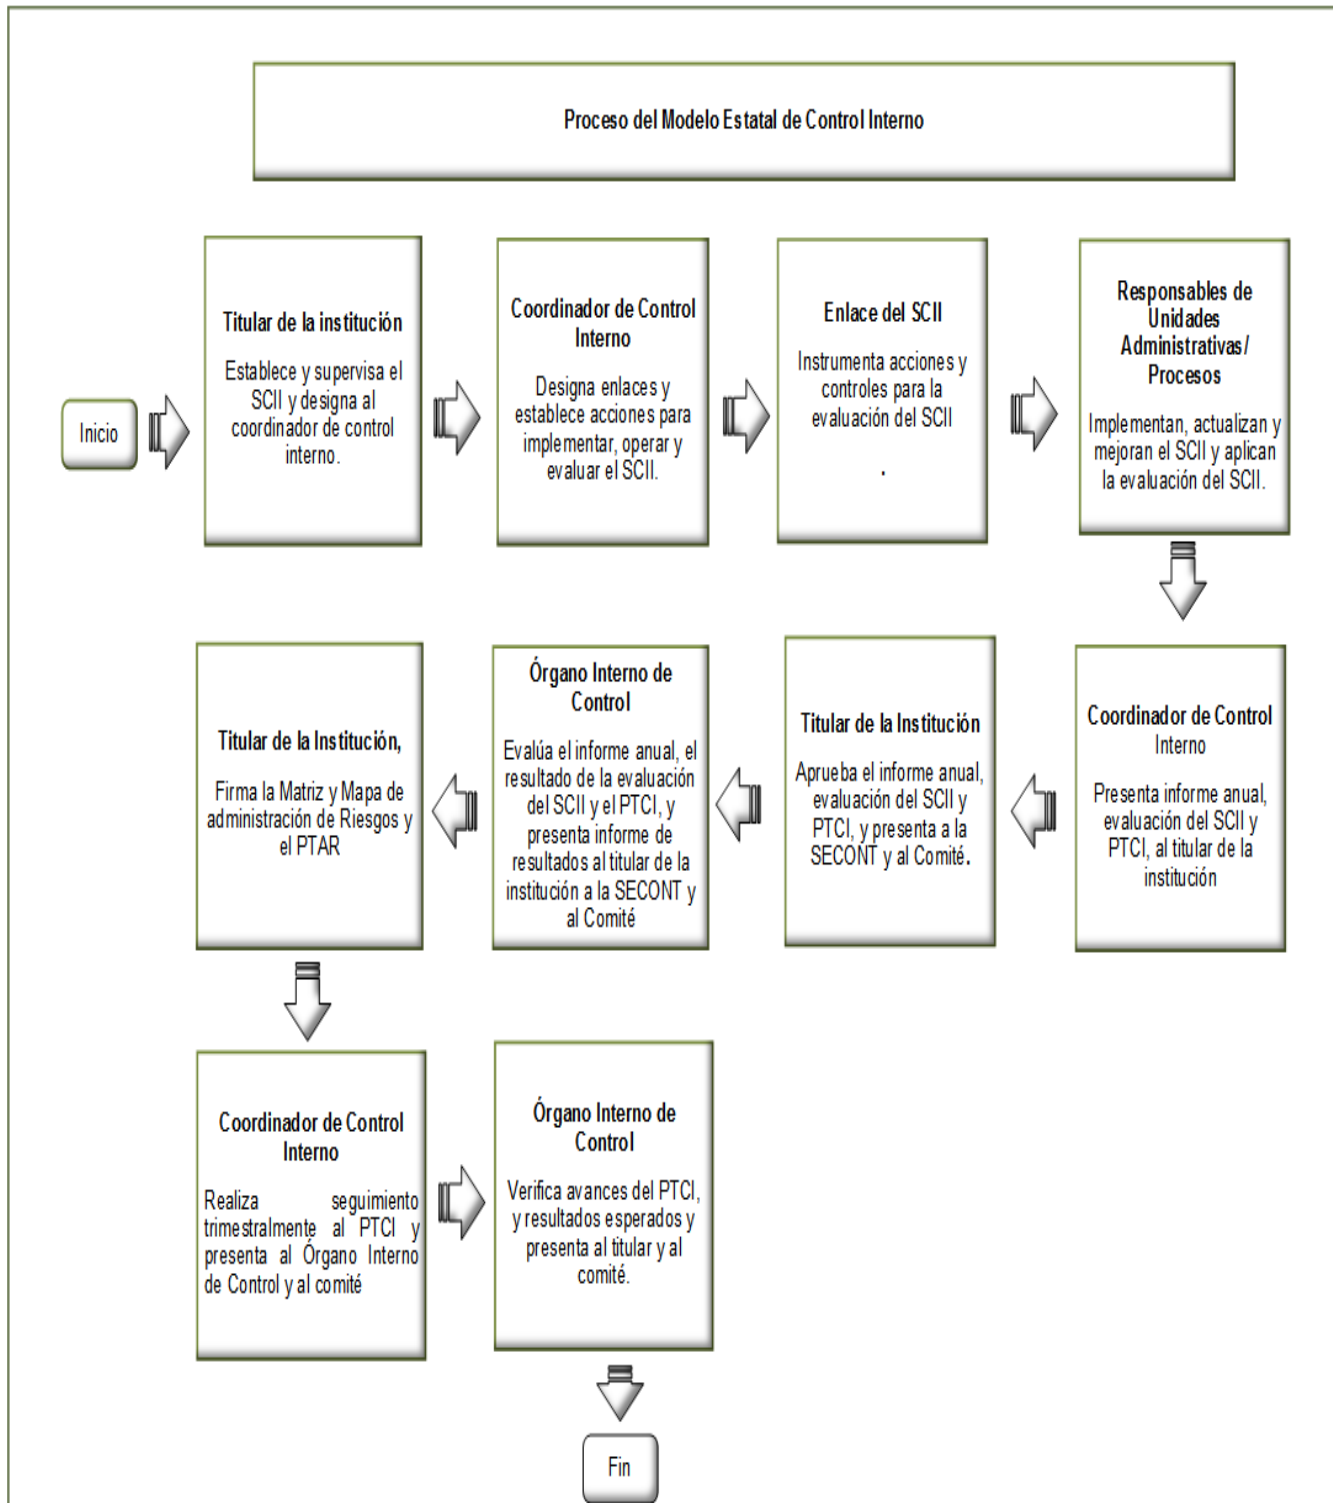 Proceso del Modelo Estatal de Control Interno
Inicio
Titular de la institución
Establece y supervisa el
SCII y designa al
coordinador de control
interno.
Coordinador de Control
Interno
Designa enlaces y
establece acciones para
implementar, operar y
evaluar el SCII.
Enlace del SCII
Instrumenta acciones y
controles para la
evaluación del SCII
.
Responsables de
Unidades
Administrativas/
Procesos
Implementan, actualizan y
mejoran el SCII y aplican
la evaluación del SCII.
Coordinador de Control
Interno
Presenta informe anual,
evaluación del SCII y
PTCI, al titular de la
institución
Titular de la Institución
Aprueba el informe anual,
evaluación del SCII y
PTCI, y presenta a la
SECONT y al Comité.
Órgano Interno de
Control
Evalúa el informe anual, el
resultado de la evaluación
del SCII y el PTCI, y
presenta informe de
resultados al titular de la
institución a la SECONT y
al Comité
Titular de la Institución,
Firma la Matriz y Mapa de
administración de Riesgos y
el PTAR
Coordinador de Control
Interno
Realiza seguimiento
trimestralmente al PTCI y
presenta al Órgano Interno
de Control y al comité
Órgano Interno de
Control
Verifica avances del PTCI,
y resultados esperados y
presenta al titular y al
comité.
Fin